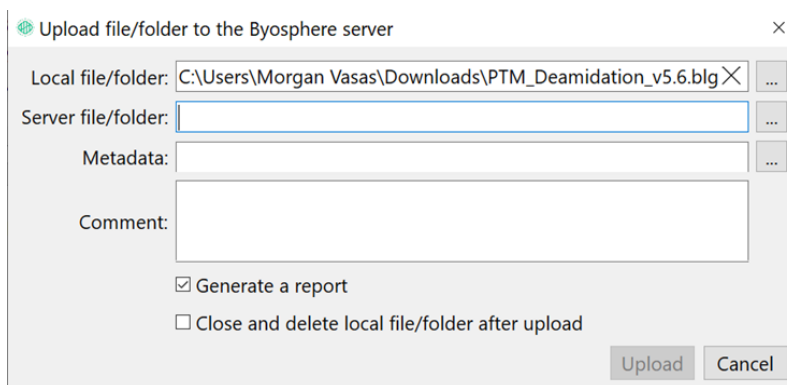 Upload file/folder to the Byosphere server
Local file/folder: C:\Users\Morgan Vasas\Downloads\PTM_Deamidation_v5.6.blg ...
Server file/folder: ...
Metadata: ...
Comment:
Generate a report
Close and delete local file/folder after upload
Upload Cancel